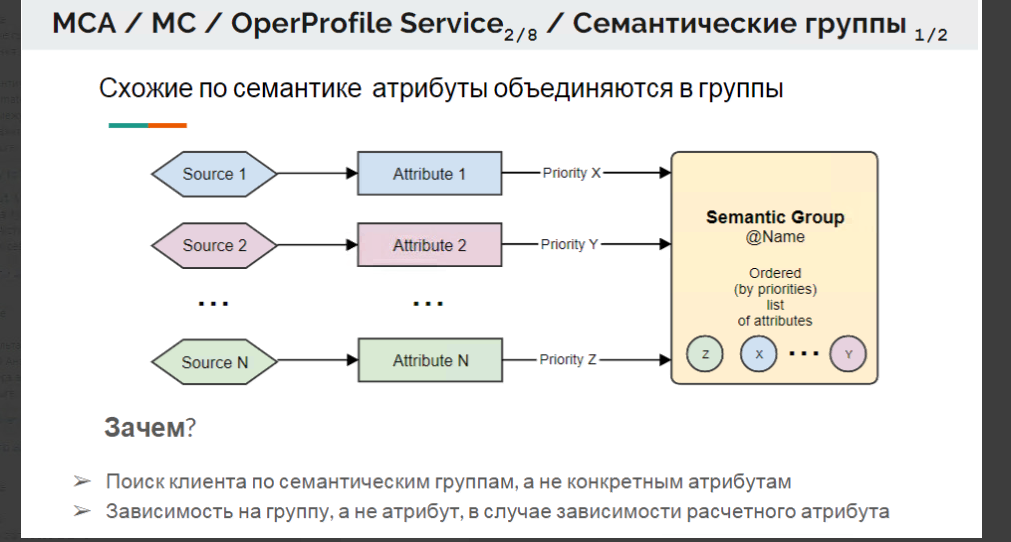 MCA / MC / OperProfile Service 2/8 / Семантические группы 1/2
Схожие по семантике атрибуты объединяются в группы
Source 1
Attribute 1
Priority X
Source 2
Attribute 2
Priority Y
...
...
Source N
Attribute N
Priority Z
Semantic Group
@Name
Ordered
(by priorities)
list
of attributes
Z X ... Y
Зачем?
➢ Поиск клиента по семантическим группам, а не конкретным атрибутам
➢ Зависимость на группу, а не атрибут, в случае зависимости расчетного атрибута